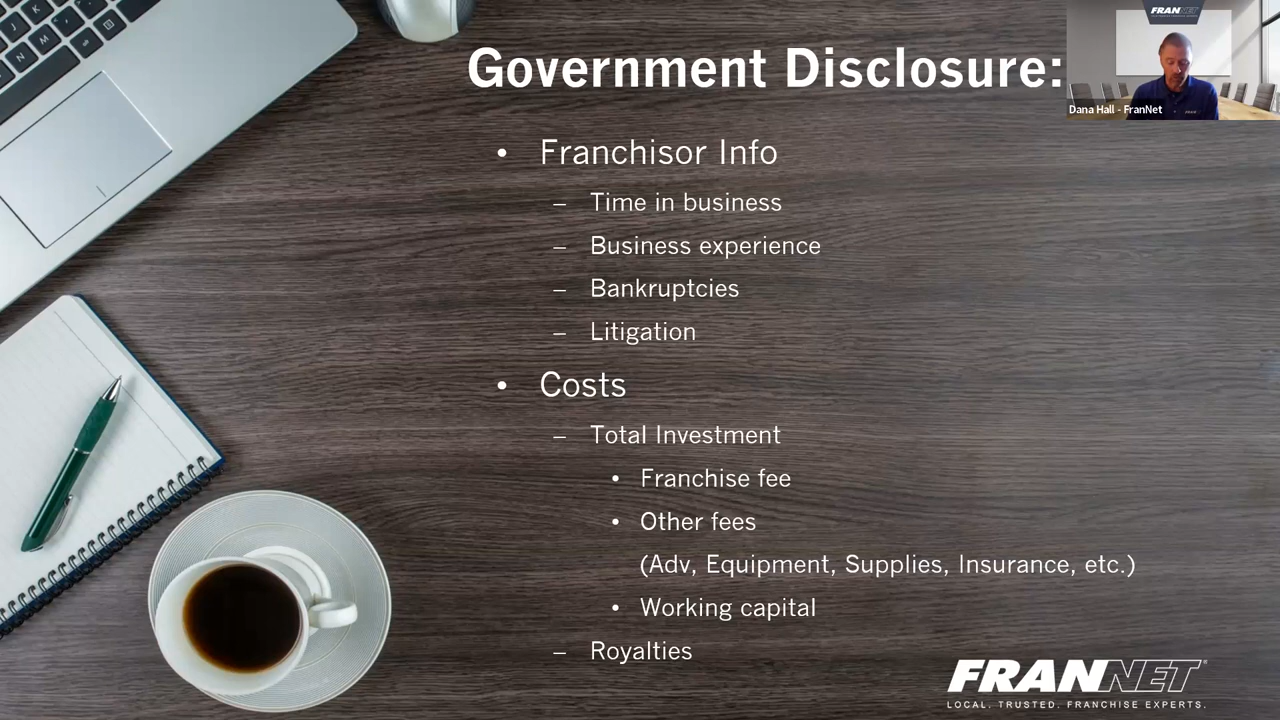 Government Disclosure:
FRANNET
Dana Hall - FranNet
• Franchisor Info
– Time in business
– Business experience
– Bankruptcies
– Litigation
• Costs
– Total Investment
• Franchise fee
• Other fees
(Adv, Equipment, Supplies, Insurance, etc.)
• Working capital
– Royalties
FRANNET®
LOCAL. TRUSTED. FRANCHISE EXPERTS.
J K L
N M